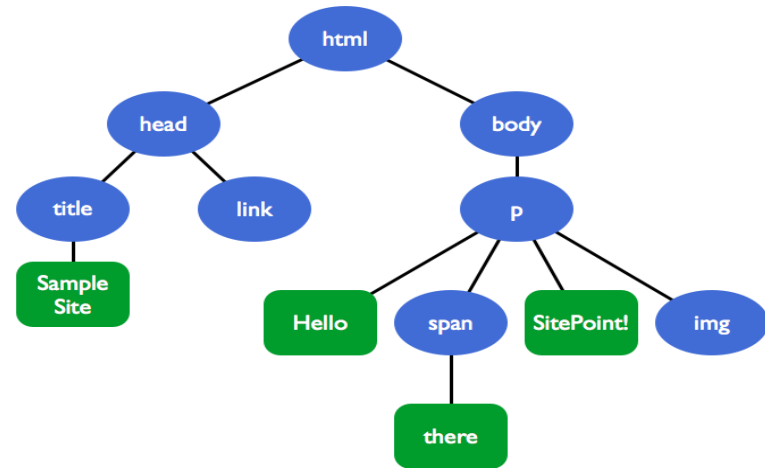 html
head
body
title
link
p
Sample
Site
Hello
span
SitePoint!
img
there